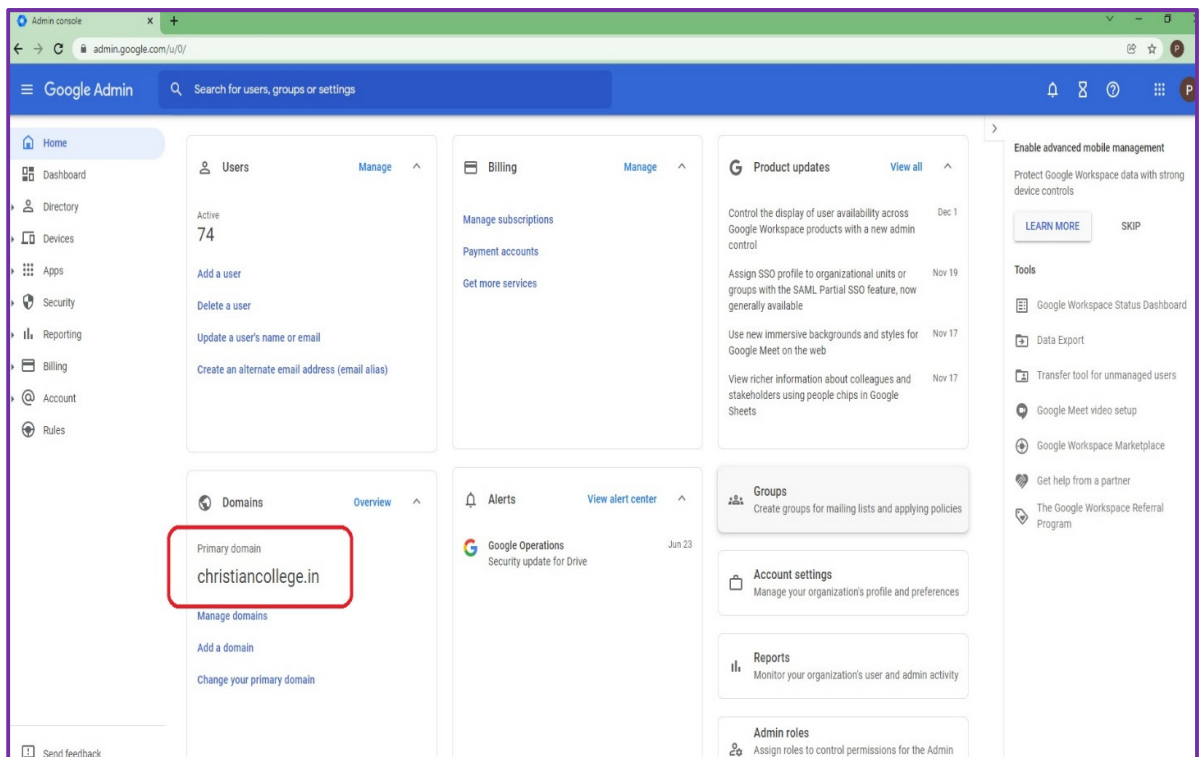 Admin console
admin.google.com/u/0/
P
Google Admin
Search for users, groups or settings
P
Home
Dashboard
Directory
Devices
Apps
Security
Reporting
Billing
Account
Rules
Send feedback
Users
Manage
Active
74
Add a user
Delete a user
Update a user's name or email
Create an alternate email address (email alias)
Billing
Manage
Manage subscriptions
Payment accounts
Get more services
Product updates
View all
Control the display of user availability across
Google Workspace products with a new admin
control
Dec 1
Assign SSO profile to organizational units or
groups with the SAML Partial SSO feature, now
generally available
Nov 19
Use new immersive backgrounds and styles for
Google Meet on the web
Nov 17
View richer information about colleagues and
stakeholders using people chips in Google
Sheets
Nov 17
Domains
Overview
Primary domain
christiancollege.in
Manage domains
Add a domain
Change your primary domain
Alerts
View alert center
Google Operations
Security update for Drive
Jun 23
Groups
Create groups for mailing lists and applying policies
Account settings
Manage your organization's profile and preferences
Reports
Monitor your organization's user and admin activity
Admin roles
Assign roles to control permissions for the Admin
Enable advanced mobile management
Protect Google Workspace data with strong
device controls
LEARN MORE
SKIP
Tools
Google Workspace Status Dashboard
Data Export
Transfer tool for unmanaged users
Google Meet video setup
Google Workspace Marketplace
Get help from a partner
The Google Workspace Referral
Program